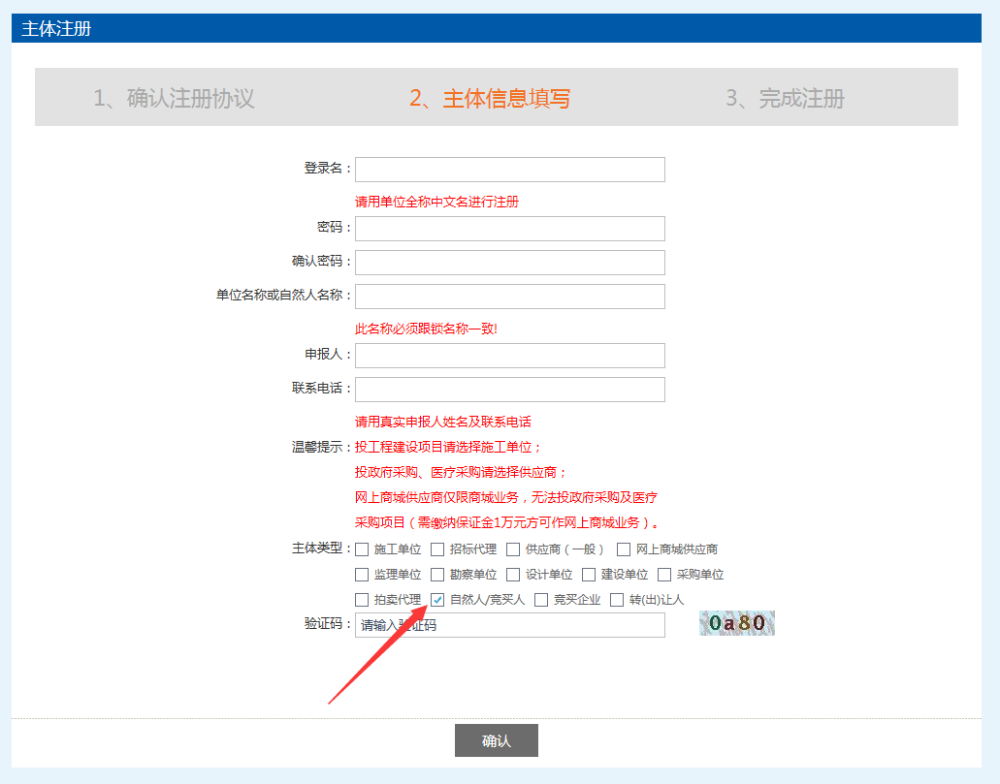 主体注册
1、确认注册协议 2、主体信息填写 3、完成注册
登录名：
请用单位全称中文名进行注册
密码：
确认密码：
单位名称或自然人名称：
此名称必须跟锁名称一致!
申报人：
联系电话：
请用真实申报人姓名及联系电话
温馨提示：投工程建设项目请选择施工单位；
投政府采购、医疗采购请选择供应商；
网上商城供应商仅限商城业务，无法投政府采购及医疗
采购项目（需缴纳保证金1万元方可作网上商城业务）。
主体类型：施工单位 招标代理 供应商（一般） 网上商城供应商
监理单位 勘察单位 设计单位 建设单位 采购单位
拍卖代理 自然人/竞买人 竞买企业 转(出)让人
验证码：请输入验证码 0a80
确认